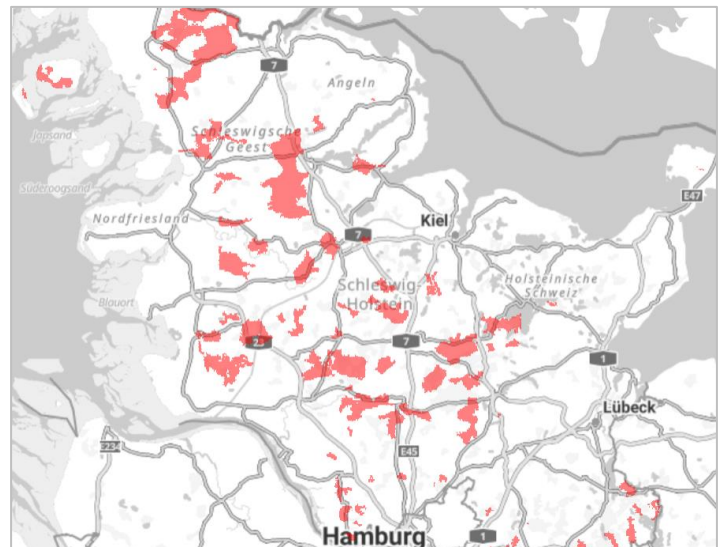 7
Angeln
Schleswigsche
Geest
Japsand
Süderoogsand
E47
Nordfriesland
Kiel
7
Schleswig-
Holstein
Holsteinische
Schweiz
Blauort
23
7
1
Lübeck
E234
E45
Hamburg
1